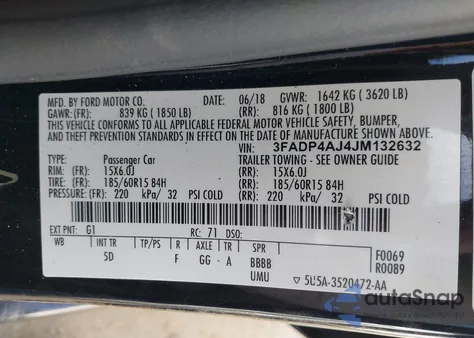 MFD. BY FORD MOTOR CO.
DATE: 06/18 GVWR: 1642 KG ( 3620 LB)
GAWR: (FR): 839 KG ( 1850 LB) (RR): 816 KG ( 1800 LB)
THIS VEHICLE CONFORMS TO ALL APPLICABLE FEDERAL MOTOR VEHICLE SAFETY, BUMPER,
AND THEFT PREVENTION STANDARDS IN EFFECT ON THE DATE OF MANUFACTURE SHOWN ABOVE.
VIN: 3FADP4AJ4JM132632
TYPE: Passenger Car TRAILER TOWING - SEE OWNER GUIDE
RIM: (FR): 15X6.0J (RR): 15X6.0J
TIRES: (FR): 185/60R15 84H (RR): 185/60R15 84H
PRESSURE: (FR): 220 kPa/ 32 PSI COLD (RR): 220 kPa/ 32 PSI COLD
EXT PNT: G1 RC: 71 DSO:
WB INT TR TP/PS R AXLE TR SPR
5D F GG A BBBB
UMU
F0069
R0089
5U5A-3520472-AA
autoSnap